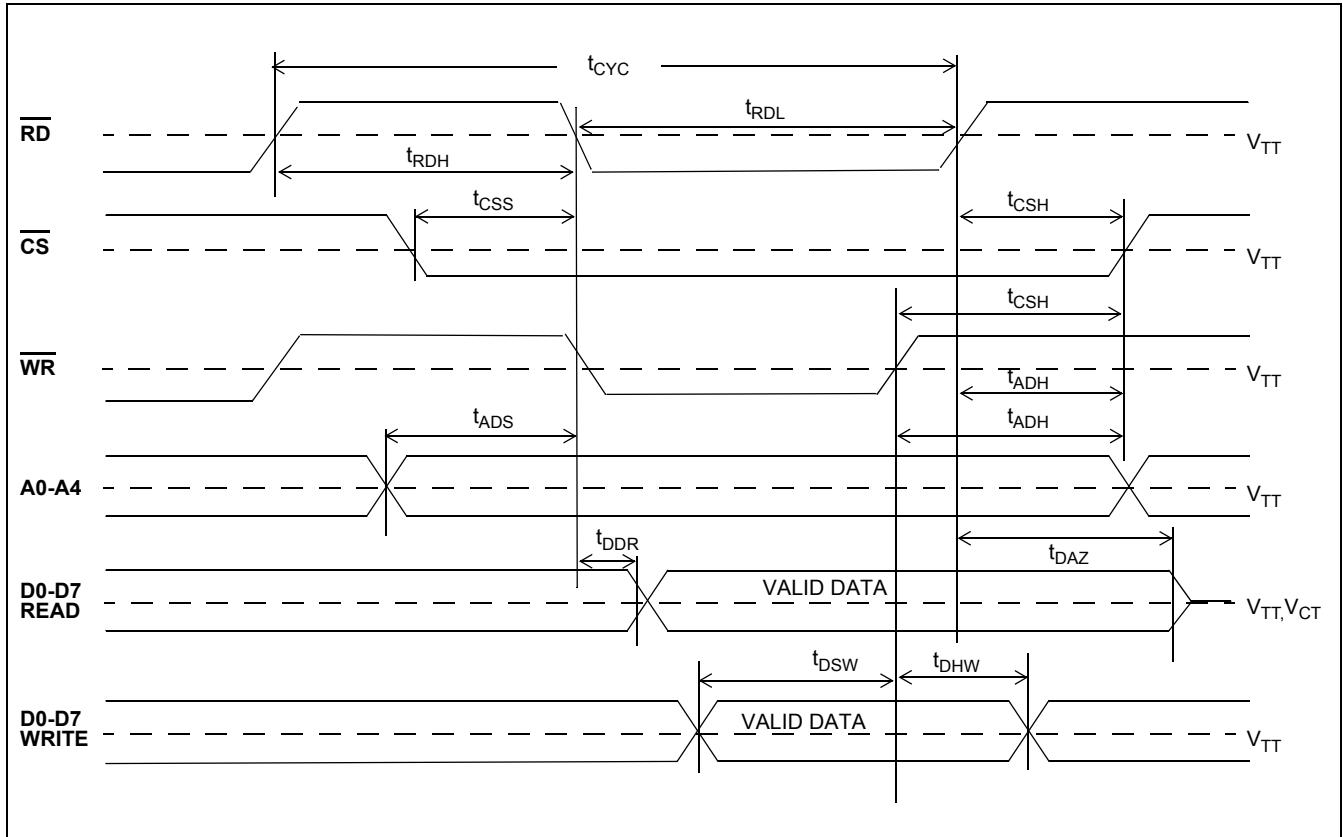 tCYC
tRDL
RD
VTT
tRDH
tCSS
tCSH
CS
VTT
tCSH
WR
VTT
tADH
tADS
tADH
A0-A4
VTT
tDDR
tDAZ
D0-D7
READ
VALID DATA
VTT,VCT
tDSW
tDHW
D0-D7
WRITE
VALID DATA
VTT